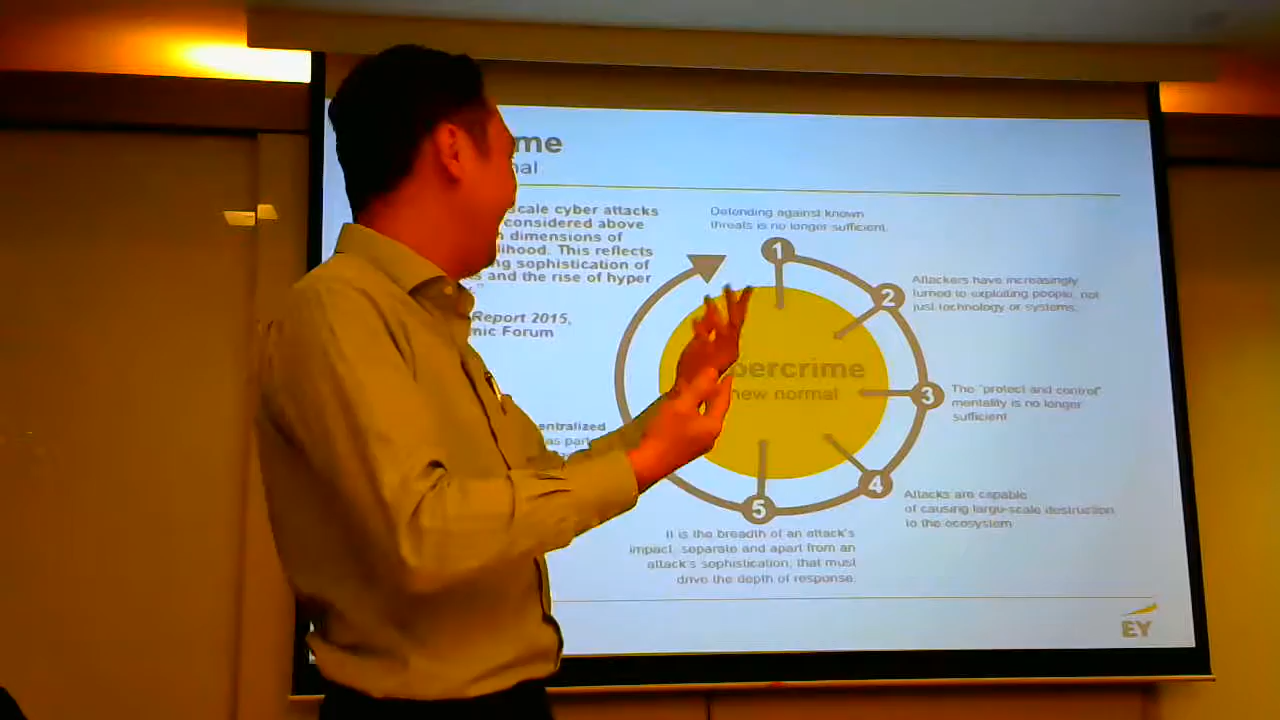 me
nal
scale cyber attacks
considered above
n dimensions of
lihood. This reflects
ng sophistication of
s and the rise of hyper
Report 2015,
mic Forum
entralized
as part
Defending against known
threats is no longer sufficient.
1
2
Attackers have increasingly
turned to exploiting people, not
just technology or systems.
bercrime
new normal
3
The "protect and control"
mentality is no longer
sufficient
4
Attacks are capable
of causing large-scale destruction
to the ecosystem
5
It is the breadth of an attack's
impact, separate and apart from an
attack's sophistication, that must
drive the depth of response.
EY